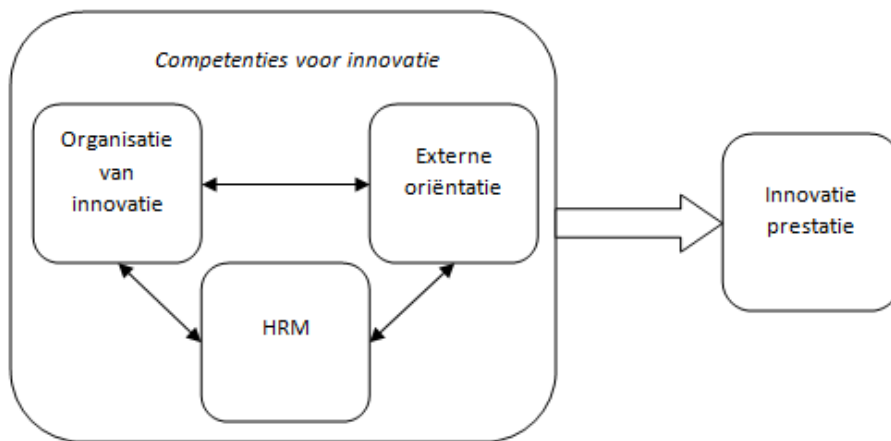 Competenties voor innovatie
Organisatie
van
innovatie
Externe
oriëntatie
HRM
Innovatie
prestatie